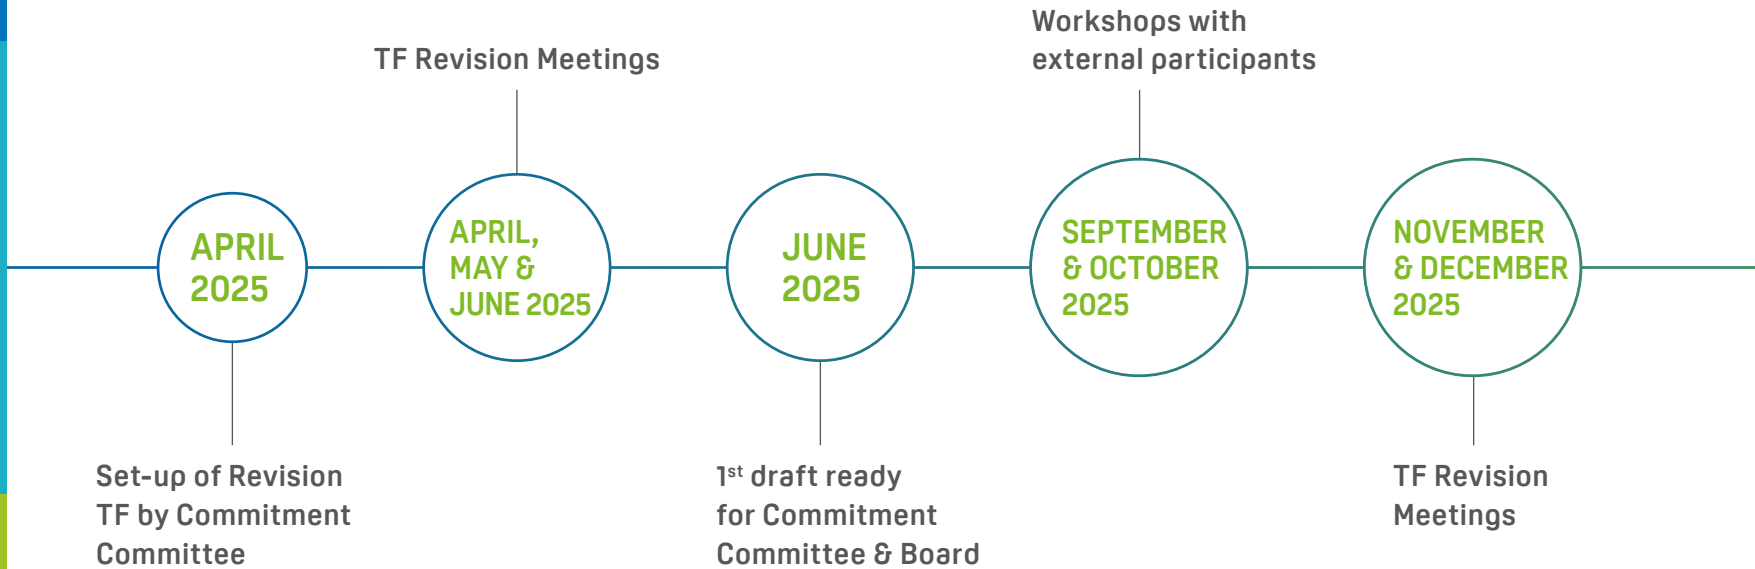 TF Revision Meetings
Workshops with
external participants
APRIL
2025
APRIL,
MAY &
JUNE 2025
JUNE
2025
SEPTEMBER
& OCTOBER
2025
NOVEMBER
& DECEMBER
2025
Set-up of Revision
TF by Commitment
Committee
1st draft ready
for Commitment
Committee & Board
TF Revision
Meetings